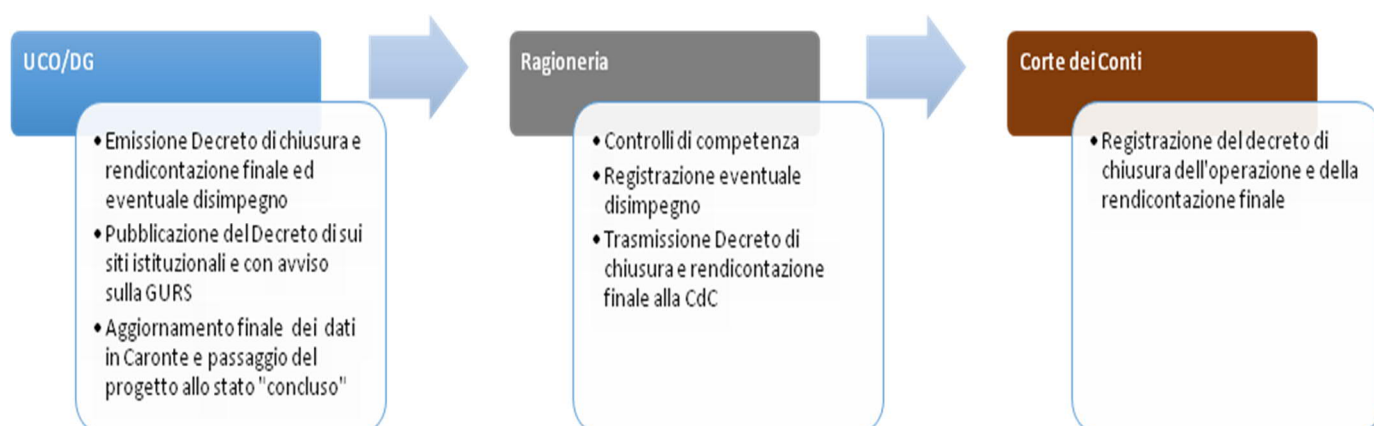 UCO/DG
• Emissione Decreto di chiusura e
rendicontazione finale ed
eventuale disimpegno
• Pubblicazione del Decreto di sui
siti istituzionali e con avviso
sulla GURS
• Aggiornamento finale dei dati
in Caronte e passaggio del
progetto allo stato "concluso"
Ragioneria
• Controlli di competenza
• Registrazione eventuale
disimpegno
• Trasmissione Decreto di
chiusura e rendicontazione
finale alla CdC
Corte dei Conti
• Registrazione del decreto di
chiusura dell'operazione e della
rendicontazione finale